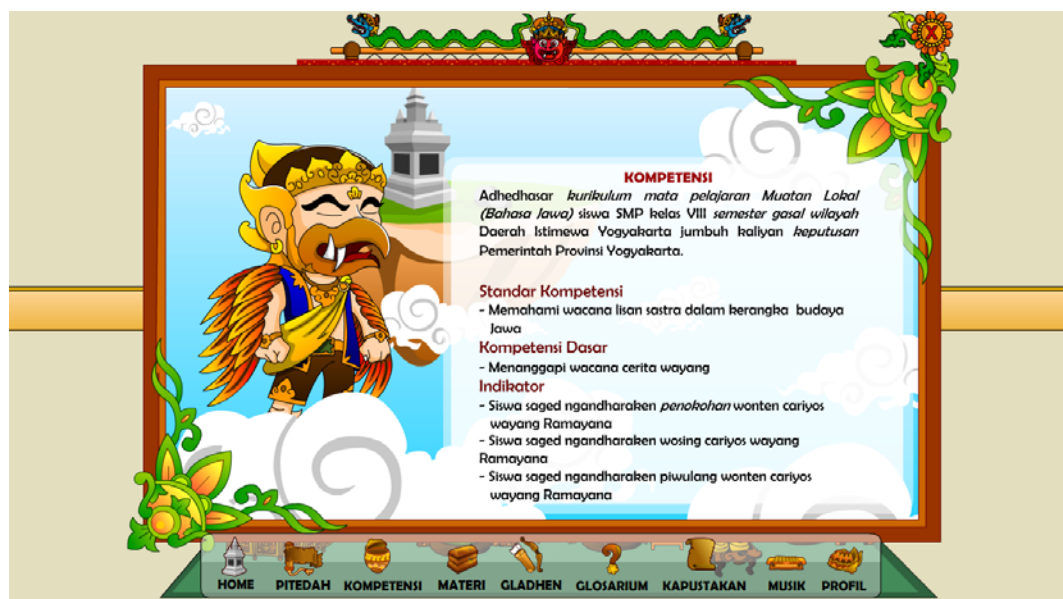 X
KOMPETENSI
Adhedhasar kurikulum mata pelajaran Muatan Lokal
(Bahasa Jawa) siswa SMP kelas VIII semester gasal wilayah
Daerah Istimewa Yogyakarta jumbuh kaliyan keputusan
Pemerintah Provinsi Yogyakarta.
Standar Kompetensi
- Memahami wacana lisan sastra dalam kerangka budaya
Jawa
Kompetensi Dasar
- Menanggapi wacana cerita wayang
Indikator
- Siswa saged ngandharaken penokohan wonten cariyos
wayang Ramayana
- Siswa saged ngandharaken wosing cariyos wayang
Ramayana
- Siswa saged ngandharaken piwulang wonten cariyos
wayang Ramayana
HOME PITEDAH KOMPETENSI MATERI GLADHEN GLOSARIUM KAPUSTAKAN MUSIK PROFIL